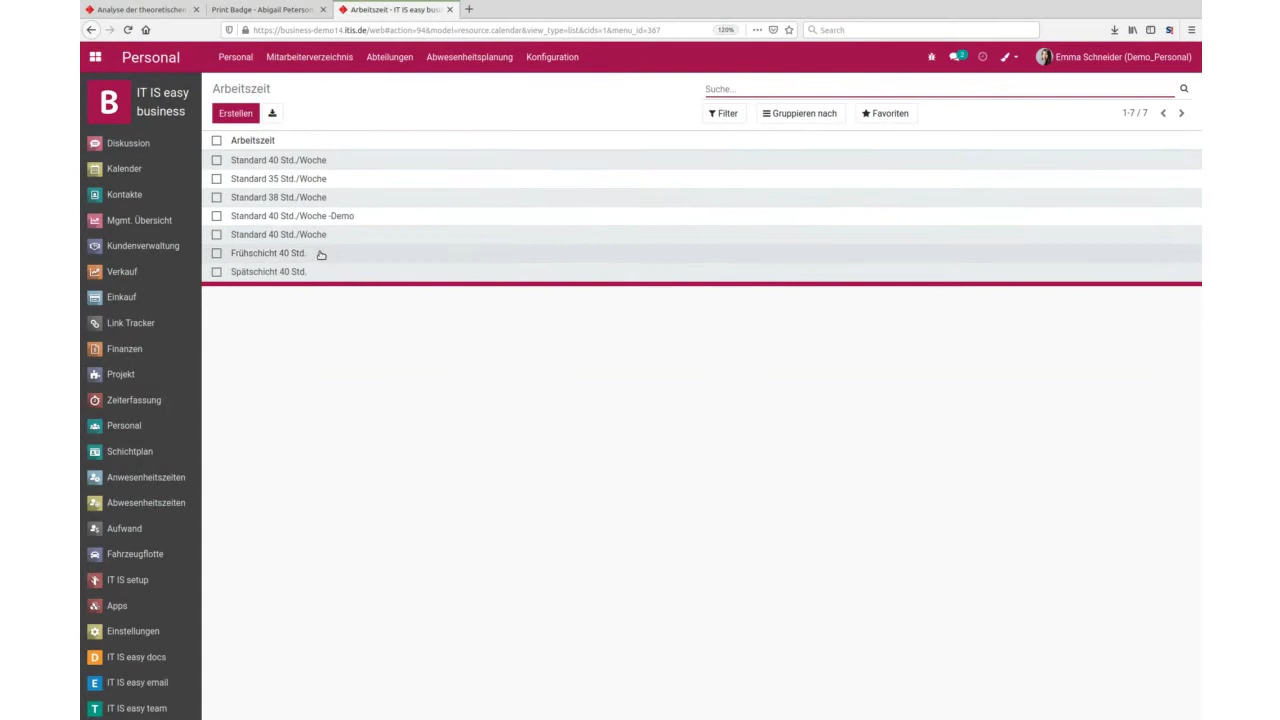 Analyse der theoretischen
Print Badge - Abigail Peterson.
Arbeitszeit - IT IS easy busi
https://business-demo14.itis.de/web#action=94&model=resource.calendar&view_type=list&cids=1&menu_id=367
120%
Search
Personal
Personal
Mitarbeiterverzeichnis
Abteilungen
Abwesenheitsplanung
Konfiguration
2
Emma Schneider (Demo_Personal)
B
IT IS easy
business
Arbeitszeit
Suche...
Erstellen
Filter
Gruppieren nach
Favoriten
1-7 / 7
Arbeitszeit
Standard 40 Std./Woche
Standard 35 Std./Woche
Standard 38 Std./Woche
Standard 40 Std./Woche -Demo
Standard 40 Std./Woche
Frühschicht 40 Std.
Spätschicht 40 Std.
Diskussion
Kalender
Kontakte
Mgmt. Übersicht
Kundenverwaltung
Verkauf
Einkauf
Link Tracker
Finanzen
Projekt
Zeiterfassung
Personal
Schichtplan
Anwesenheitszeiten
Abwesenheitszeiten
Aufwand
Fahrzeugflotte
IT IS setup
Apps
Einstellungen
D IT IS easy docs
E IT IS easy email
T IT IS easy team